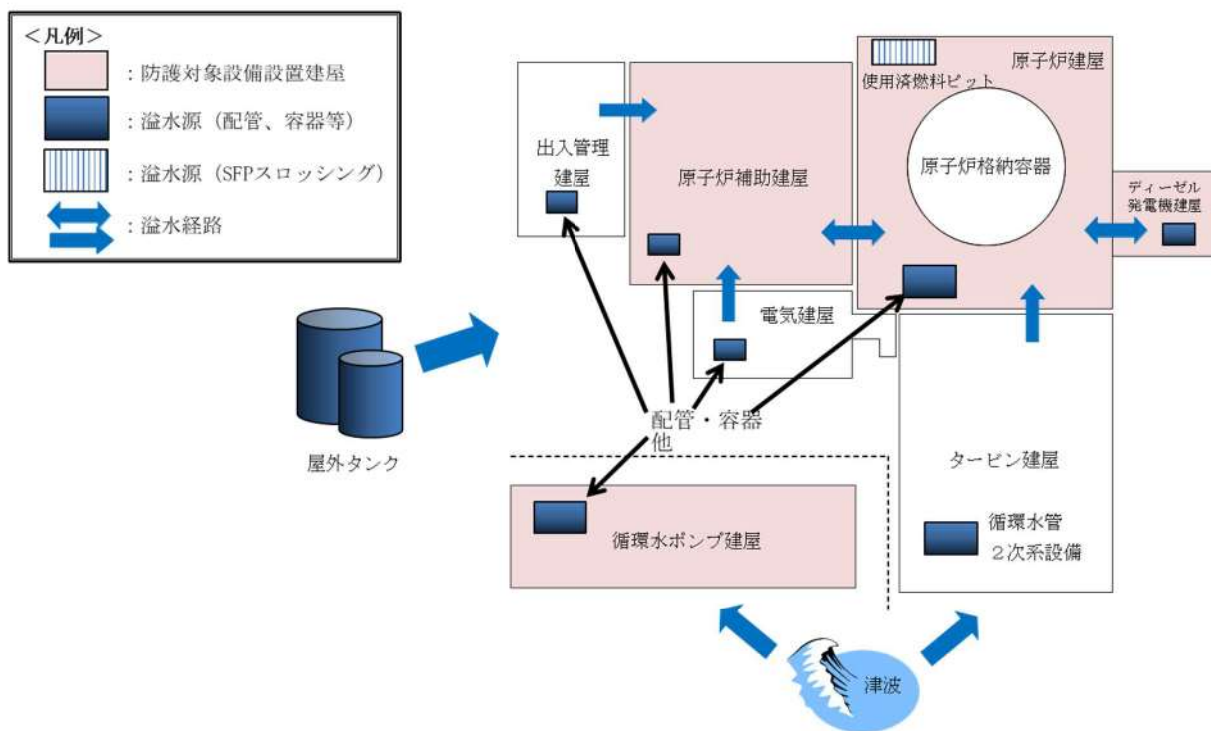 ＜凡例＞
：防護対象設備設置建屋
：溢水源（配管、容器等）
：溢水源（SFPスロッシング）
：溢水経路
原子炉建屋
使用済燃料ピット
出入管理
建屋
原子炉補助建屋
原子炉格納容器
ディーゼル
発電機建屋
電気建屋
配管・容器
他
屋外タンク
タービン建屋
循環水ポンプ建屋
循環水管
２次系設備
津波